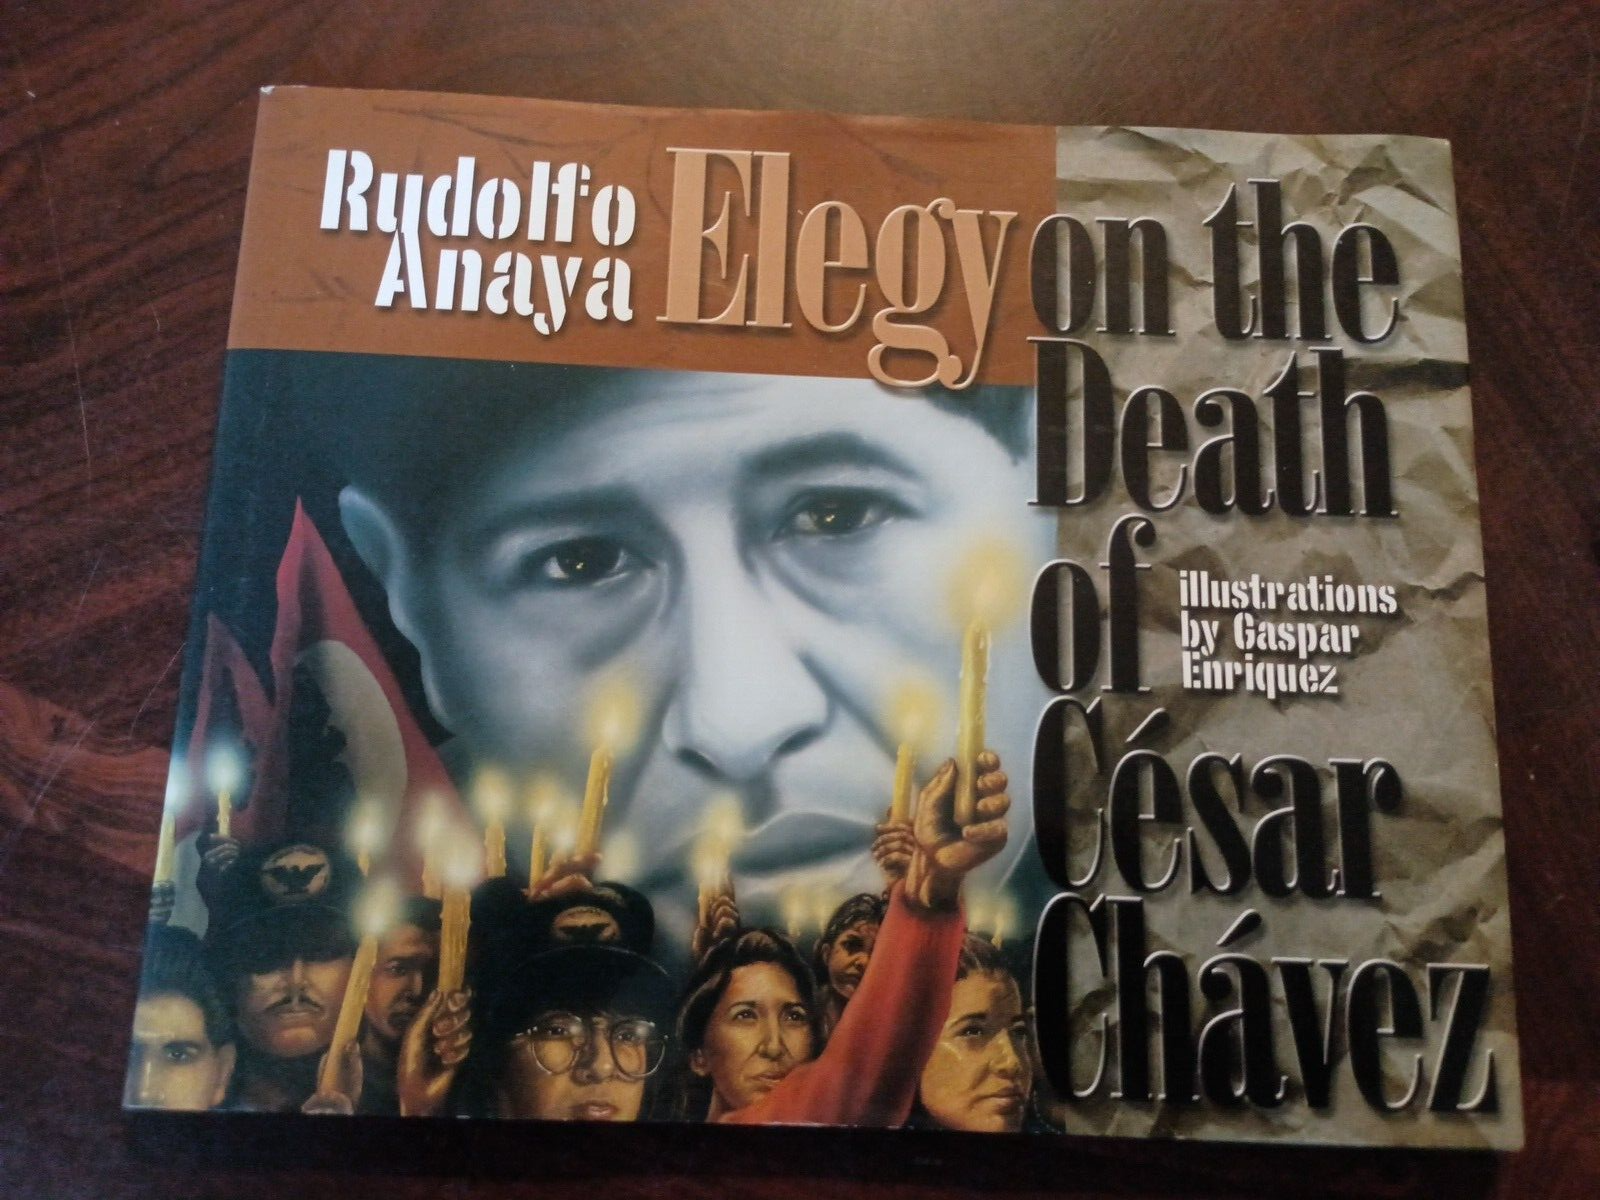 Rudolfo
Anaya
Elegy
on the
Death
of
César
Chávez
illustrations
by Gaspar
Enriquez